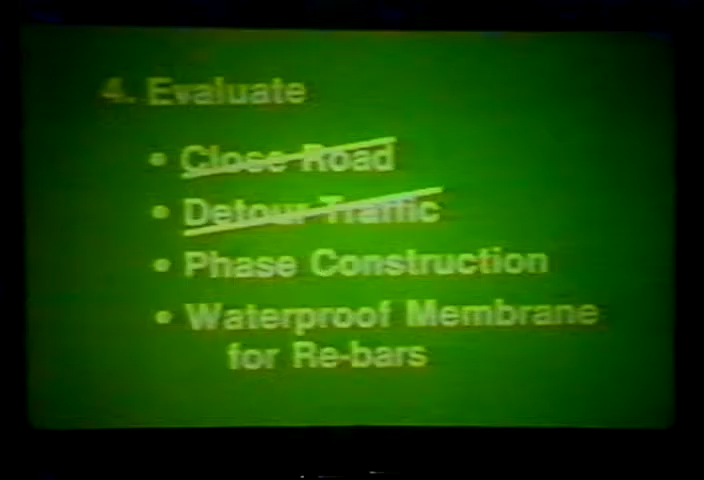 4. Evaluate
• Close Road
• Detour Traffic
• Phase Construction
• Waterproof Membrane
for Re-bars